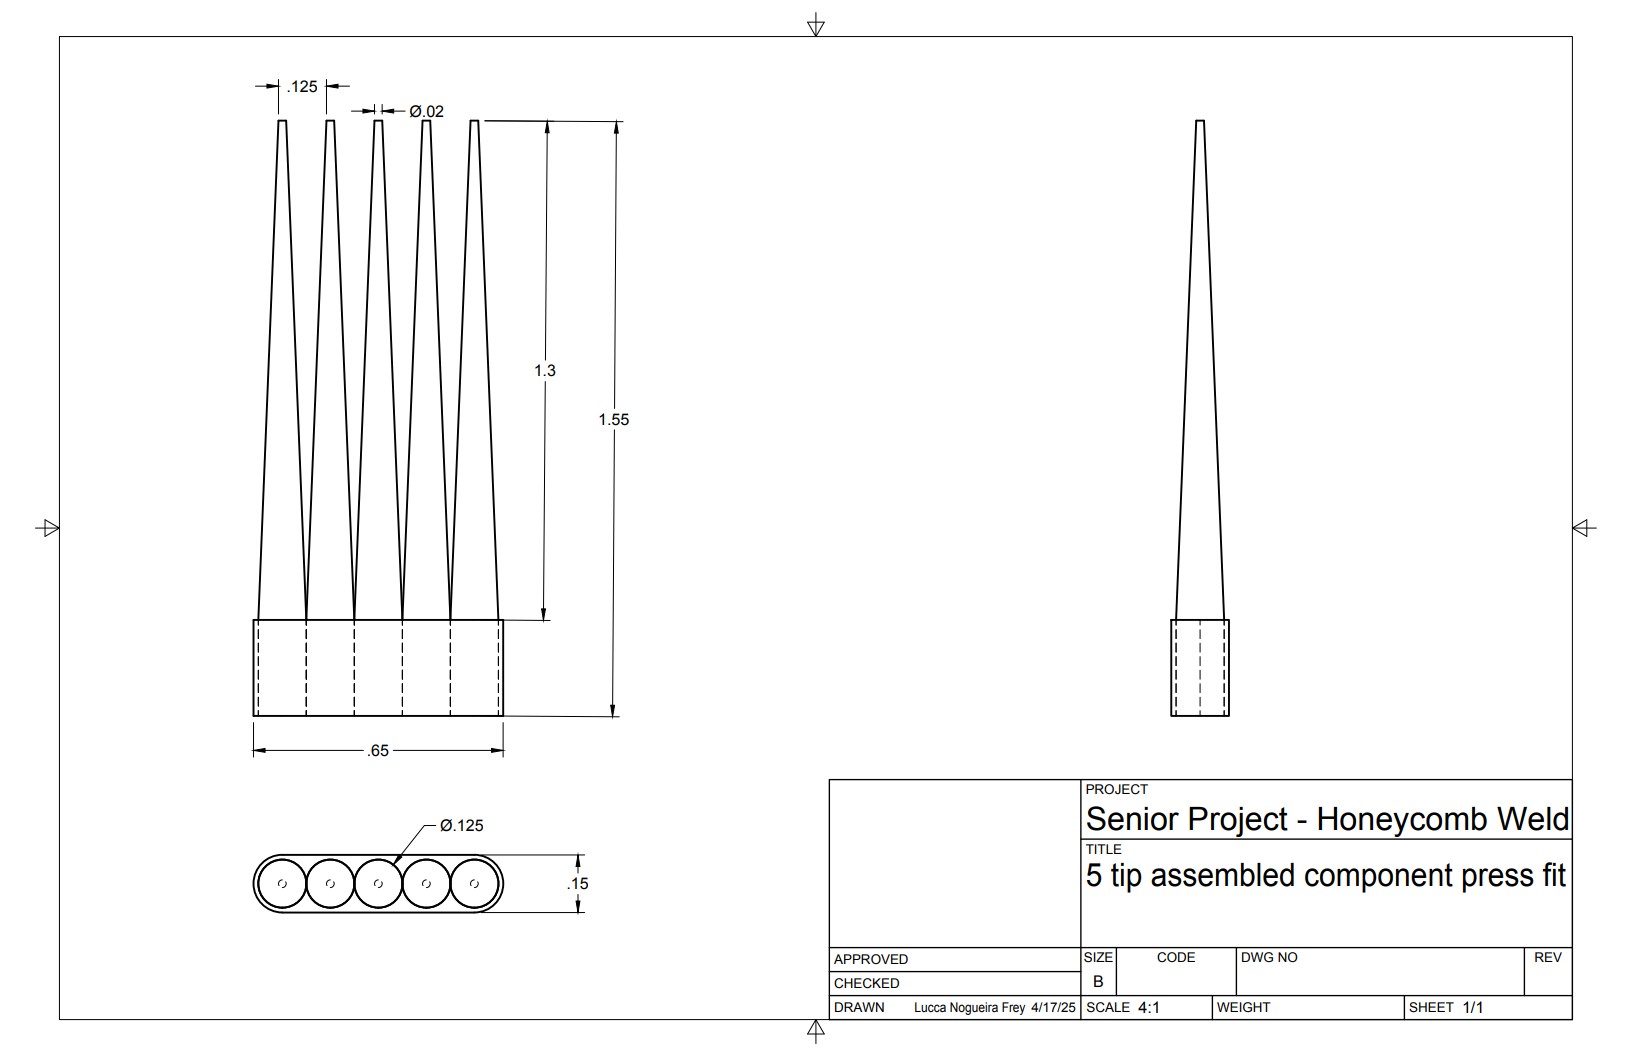 .125
Ø.02
1.3
1.55
.65
Ø.125
.15
PROJECT
Senior Project - Honeycomb Weld
TITLE
5 tip assembled component press fit
APPROVED
CHECKED
DRAWN Lucca Nogueira Frey 4/17/25
SIZE CODE DWG NO REV
B
SCALE 4:1 WEIGHT SHEET 1/1